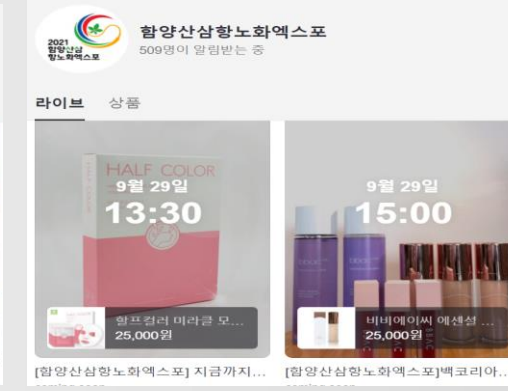 2021
함양산삼
항노화엑스포
함양산삼항노화엑스포
509명이 알림받는 중
라이브 상품
HALF COLOR
9월 29일
13:30
할프컬러 미라클 모...
25,000원
[함양산삼항노화엑스포] 지금까지...
9월 29일
15:00
비비에이씨 에센셜 ...
25,000원
[함양산삼항노화엑스포]백코리아...